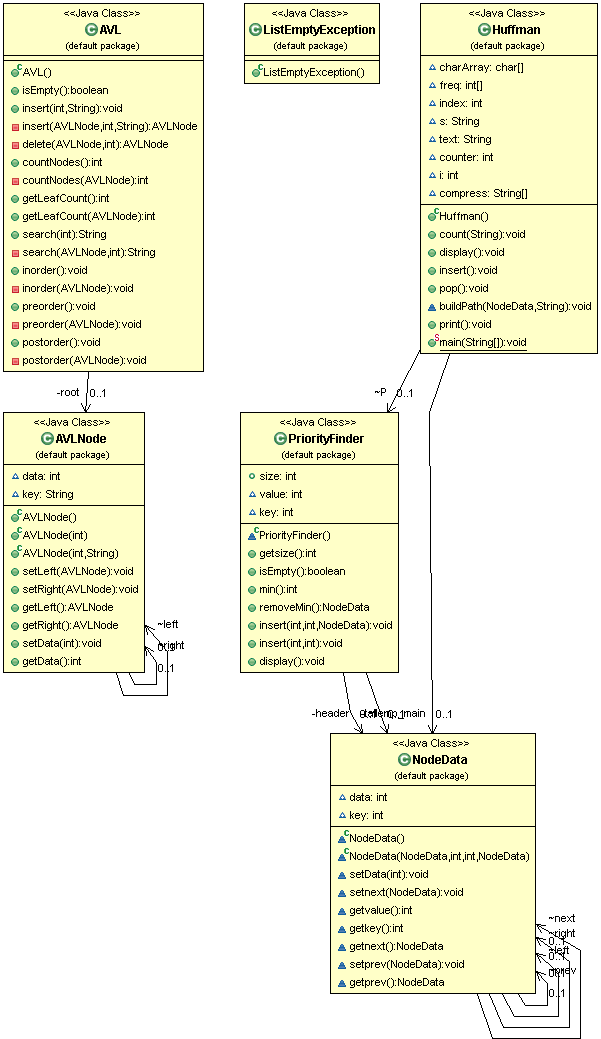 <<Java Class>>
AVL
(default package)
AVL()
isEmpty():boolean
insert(int,String):void
insert(AVLNode,int,String):AVLNode
delete(AVLNode,int):AVLNode
countNodes():int
countNodes(AVLNode):int
getLeafCount():int
getLeafCount(AVLNode):int
search(int):String
search(AVLNode,int):String
inorder():void
inorder(AVLNode):void
preorder():void
preorder(AVLNode):void
postorder():void
postorder(AVLNode):void
-root 0..1
<<Java Class>>
ListEmptyException
(default package)
ListEmptyException()
<<Java Class>>
Huffman
(default package)
charArray: char[]
freq: int[]
index: int
s: String
text: String
counter: int
i: int
compress: String[]
Huffman()
count(String):void
display():void
insert():void
pop():void
buildPath(NodeData,String):void
print():void
main(String[]):void
~P 0..1
<<Java Class>>
AVLNode
(default package)
data: int
key: String
AVLNode()
AVLNode(int)
AVLNode(int,String)
setLeft(AVLNode):void
setRight(AVLNode):void
getLeft():AVLNode
getRight():AVLNode
setData(int):void
getData():int
~left
~right
0..1
0..1
<<Java Class>>
PriorityFinder
(default package)
size: int
value: int
key: int
PriorityFinder()
getsize():int
isEmpty():boolean
min():int
removeMin():NodeData
insert(int,int,NodeData):void
insert(int,int):void
display():void
-header 0..1 0..1 main 0..1
<<Java Class>>
NodeData
(default package)
data: int
key: int
NodeData()
NodeData(NodeData,int,int,NodeData)
setData(int):void
setnext(NodeData):void
getvalue():int
getkey():int
getnext():NodeData
setprev(NodeData):void
getprev():NodeData
~next
~right
0..1
~left
0..1
~prev
0..1
0..1